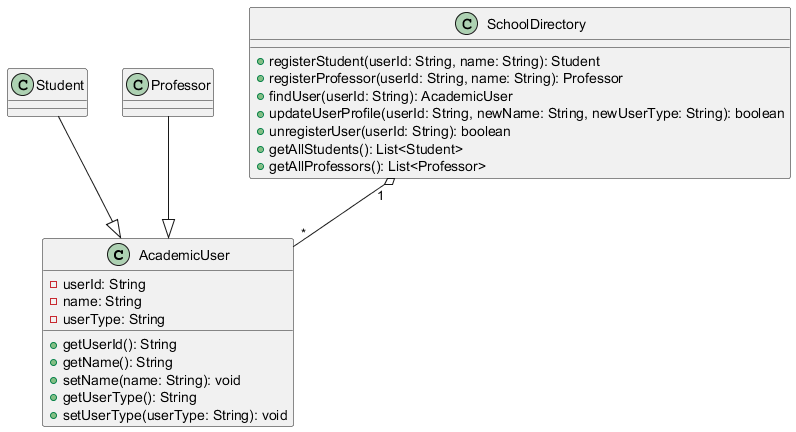 C SchoolDirectory
registerStudent(userId: String, name: String): Student
registerProfessor(userId: String, name: String): Professor
findUser(userId: String): AcademicUser
updateUserProfile(userId: String, newName: String, newUserType: String): boolean
unregisterUser(userId: String): boolean
getAllStudents(): List<Student>
getAllProfessors(): List<Professor>
C Student
C Professor
1
*
C AcademicUser
userId: String
name: String
userType: String
getUserId(): String
getName(): String
setName(name: String): void
getUserType(): String
setUserType(userType: String): void